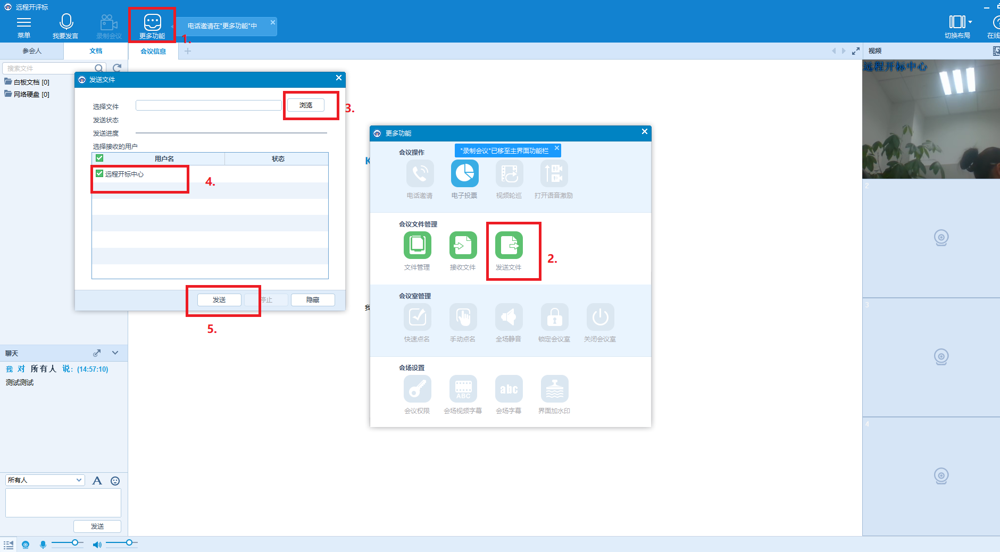 远程开评标
菜单
我要发言
录制会议
更多功能
1.
电话邀请在"更多功能"中
切换布局
参会人
文档
会议信息
视频
搜索文件
白板文档 [0]
网络硬盘 [0]
发送文件
选择文件
浏览
3.
发送状态
发送进度
选择接收的用户
用户名
状态
远程开标中心
4.
发送
停止
隐藏
5.
更多功能
会议操作
"录制会议"已移至主界面功能栏
电话邀请
电子投票
视频轮巡
打开语音激励
会议文件管理
文件管理
接收文件
发送文件
2.
会议室管理
快速点名
手动点名
全场静音
锁定会议室
关闭会议室
会场设置
ABC
abc
会议权限
会场视频字幕
会场字幕
界面加水印
远程开标中心
2
3
4
聊天
我 对 所有人 说: (14:57:10)
测试测试
所有人
A
发送